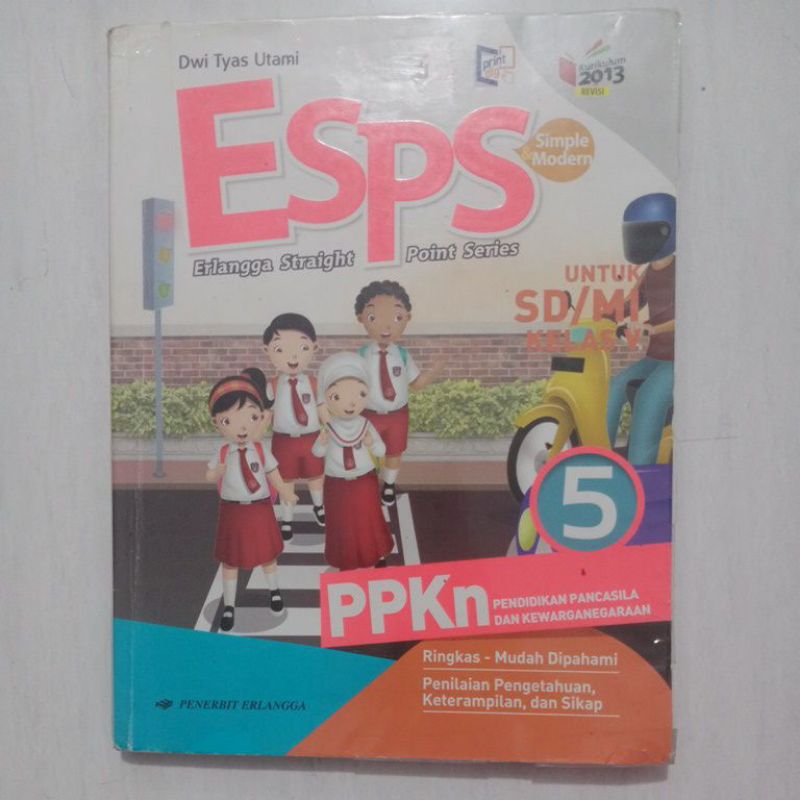 Dwi Tyas Utami
print
Kurikulum
2013
REVISI
ESPS
Simple
& Modern
Erlangga Straight Point Series
UNTUK
SD/MI
KELAS V
5
PPKn
PENDIDIKAN PANCASILA
DAN KEWARGANEGARAAN
Ringkas - Mudah Dipahami
Penilaian Pengetahuan,
Keterampilan, dan Sikap
PENERBIT ERLANGGA